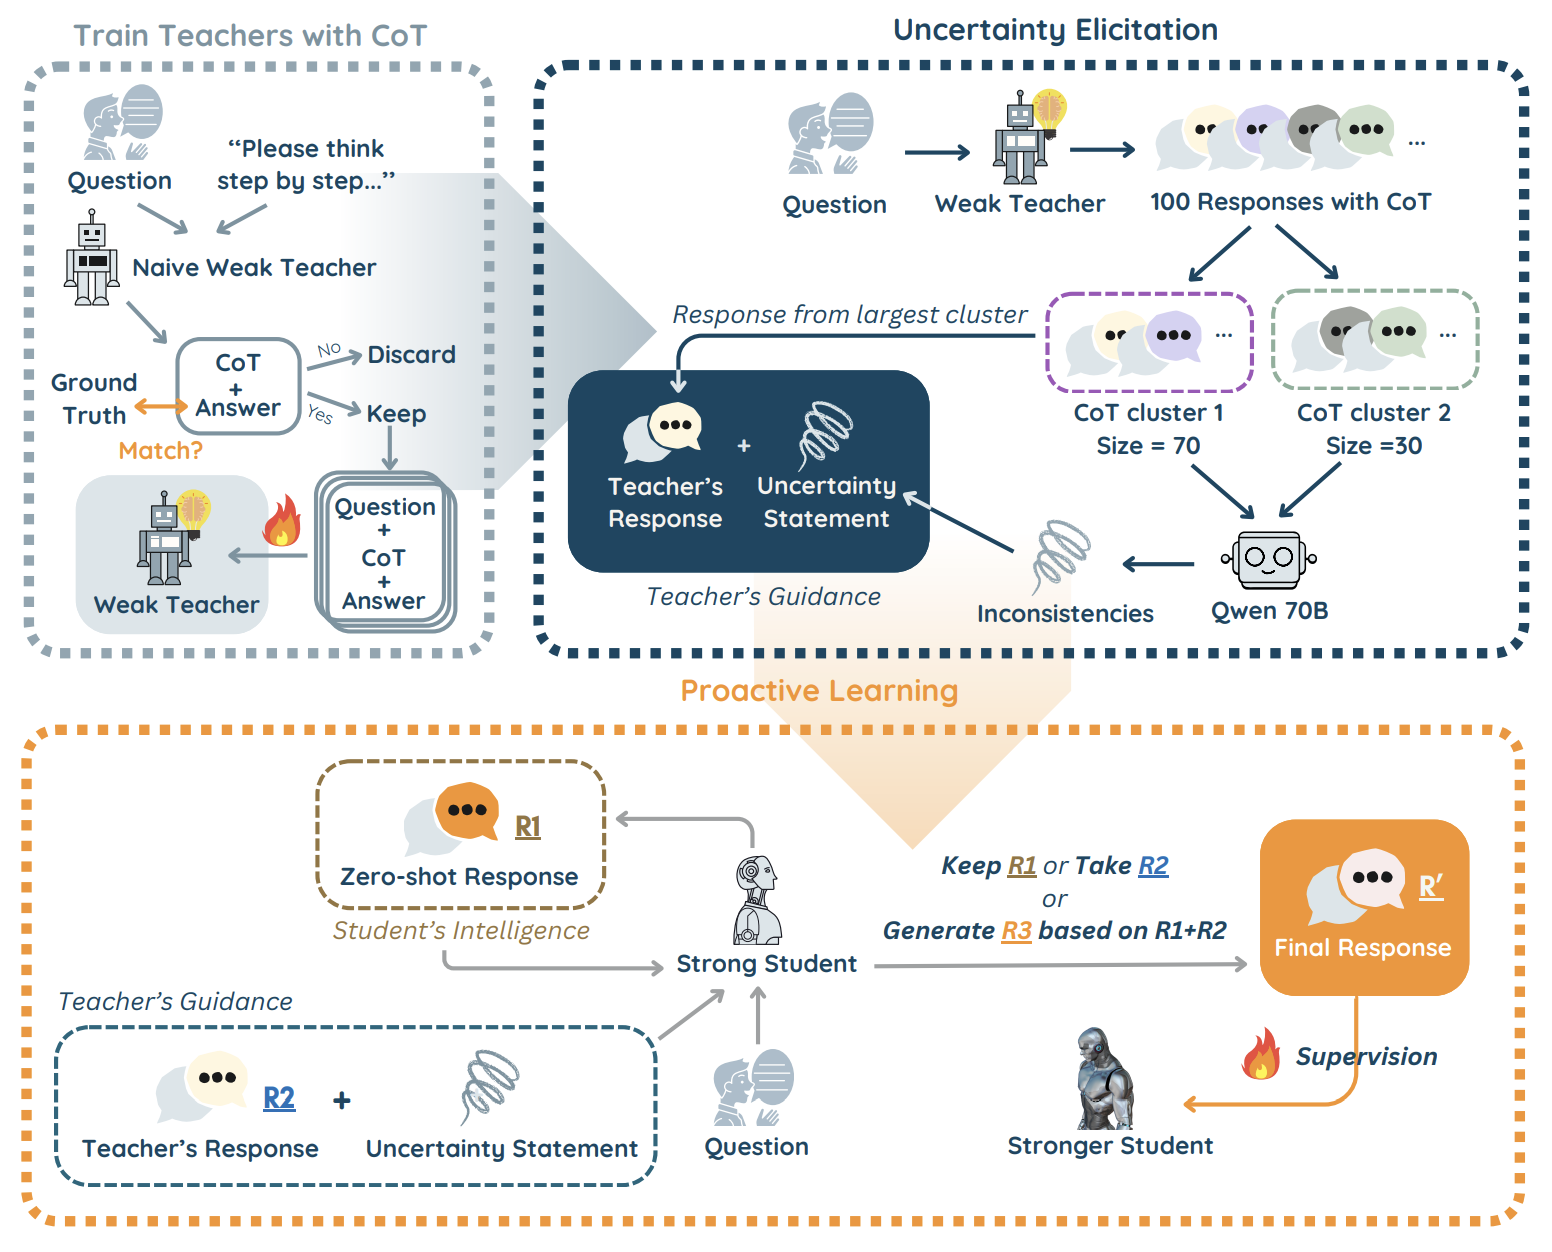 Train Teachers with CoT
Question
“Please think
step by step...”
Naive Weak Teacher
CoT
+
Answer
No
Discard
Yes
Keep
Ground
Truth
Match?
Question
+
CoT
+
Answer
Weak Teacher
Uncertainty Elicitation
Question
Weak Teacher
100 Responses with CoT
...
Response from largest cluster
...
CoT cluster 1
Size = 70
...
CoT cluster 2
Size =30
Teacher’s
Response
+
Uncertainty
Statement
Teacher’s Guidance
Inconsistencies
Qwen 70B
Proactive Learning
R1
Zero-shot Response
Student’s Intelligence
Strong Student
Keep R1 or Take R2
or
Generate R3 based on R1+R2
R’
Final Response
Teacher’s Guidance
R2
+
Teacher’s Response
Uncertainty Statement
Question
Supervision
Stronger Student